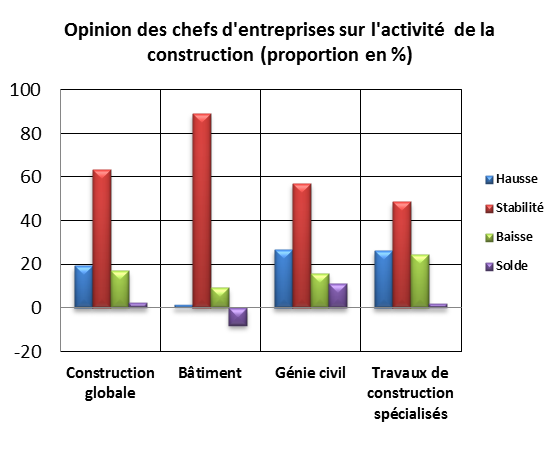 Opinion des chefs d'entreprises sur l'activité de la
construction (proportion en %)
100
80
60
40
20
0
-20
Hausse
Stabilité
Baisse
Solde
Construction
globale
Bâtiment
Génie civil
Travaux de
construction
spécialisés